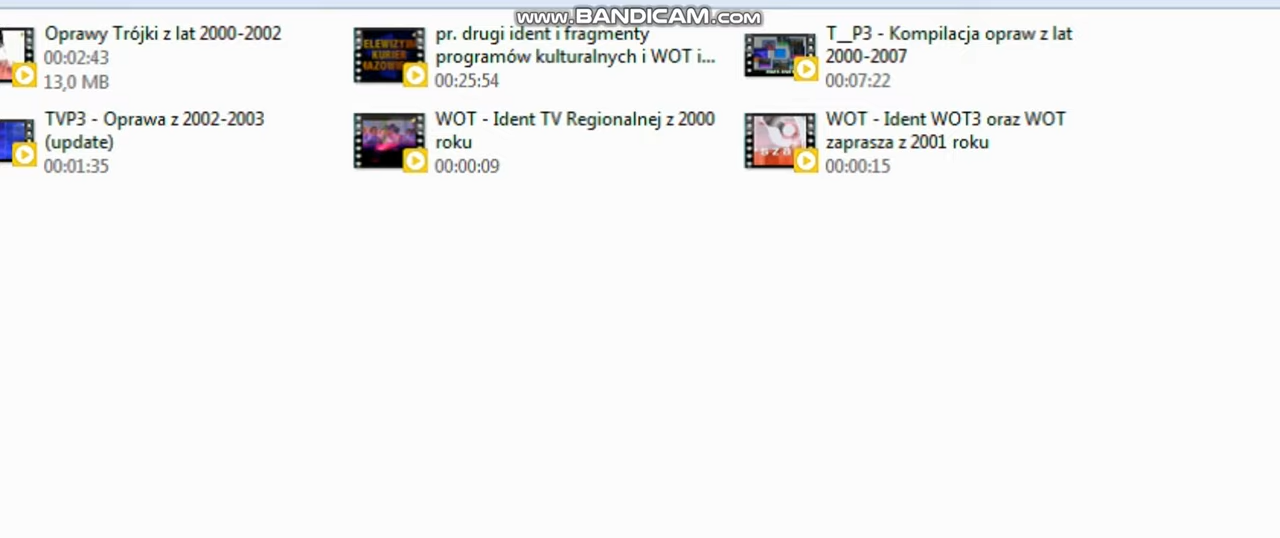 www.BANDICAM.com
Oprawy Trójki z lat 2000-2002
00:02:43
13,0 MB
pr. drugi ident i fragmenty
programów kulturalnych i WOT i...
00:25:54
T__P3 - Kompilacja opraw z lat
2000-2007
00:07:22
TVP3 - Oprawa z 2002-2003
(update)
00:01:35
WOT - Ident TV Regionalnej z 2000
roku
00:00:09
WOT - Ident WOT3 oraz WOT
zaprasza z 2001 roku
00:00:15